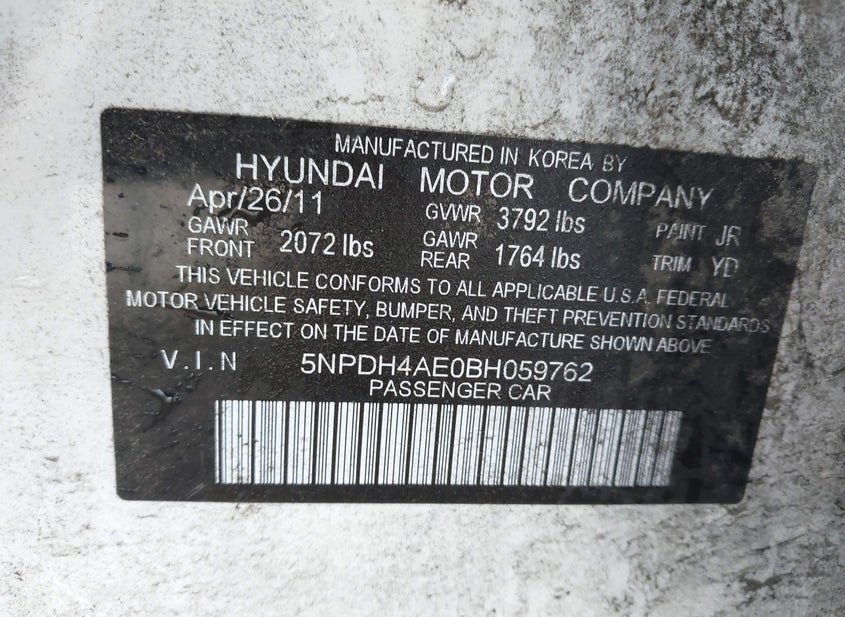 MANUFACTURED IN KOREA BY
HYUNDAI MOTOR COMPANY
Apr/26/11 GVWR 3792 lbs PAINT JR
GAWR FRONT 2072 lbs GAWR REAR 1764 lbs TRIM YD
THIS VEHICLE CONFORMS TO ALL APPLICABLE U.S.A. FEDERAL
MOTOR VEHICLE SAFETY, BUMPER, AND THEFT PREVENTION STANDARDS
IN EFFECT ON THE DATE OF MANUFACTURE SHOWN ABOVE
V.I.N 5NPDH4AE0BH059762
PASSENGER CAR